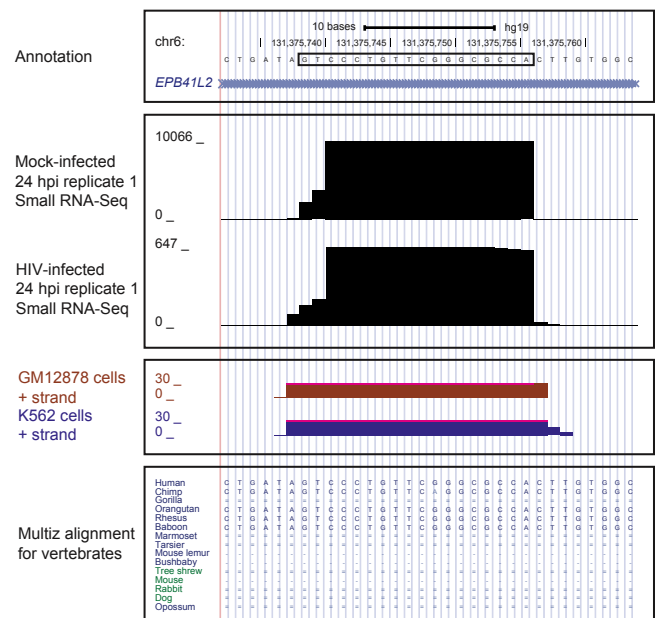 Annotation
10 bases hg19
chr6: 131,375,740 131,375,745 131,375,750 131,375,755 131,375,760
C T G A T A G T C C C T G T T C G G G C G C C A C T T G T G G C
EPB41L2
Mock-infected
24 hpi replicate 1
Small RNA-Seq
10066 _
0 _
HIV-infected
24 hpi replicate 1
Small RNA-Seq
647 _
0 _
GM12878 cells
+ strand
30 _
0 _
K562 cells
+ strand
30 _
0 _
Multiz alignment
for vertebrates
Human C T G A T A G T C C C T G T T C G G G C G C C A C T T G T G G C
Chimp C T G A T A G T C C C T G T T C A G G C G C C A C T T G T G G C
Gorilla
Orangutan C T G A T A G T C C C T G T T C G G G C G C C A C T T G T G G C
Rhesus C T G A T A G T C C C T G T T C G G G C G C C A C T T G T G G C
Baboon C T G A T A G T C C C T G T T C G G G C G C C A C T T G T G G C
Marmoset
Tarsier
Mouse lemur
Bushbaby
Tree shrew
Mouse
Rabbit
Dog
Opossum